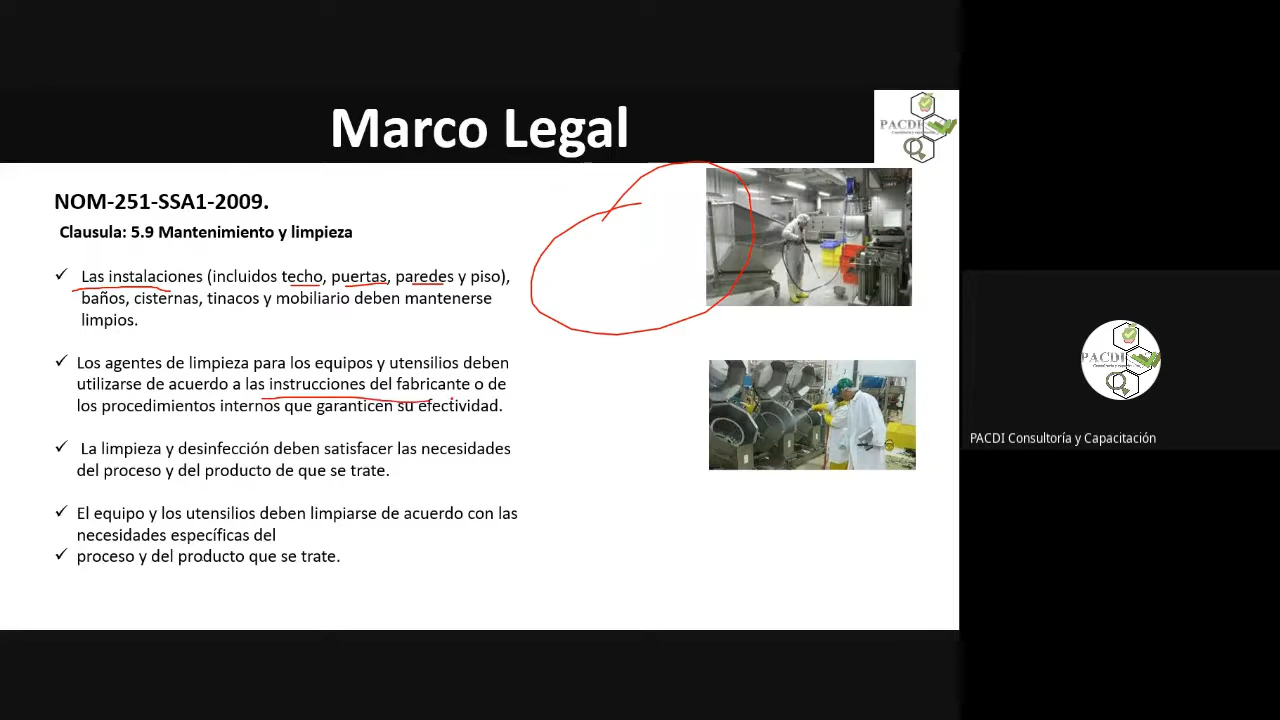 Marco Legal
PACDI
NOM-251-SSA1-2009.
Clausula: 5.9 Mantenimiento y limpieza
✓ Las instalaciones (incluidos techo, puertas, paredes y piso),
baños, cisternas, tinacos y mobiliario deben mantenerse
limpios.
✓ Los agentes de limpieza para los equipos y utensilios deben
utilizarse de acuerdo a las instrucciones del fabricante o de
los procedimientos internos que garanticen su efectividad.
✓ La limpieza y desinfección deben satisfacer las necesidades
del proceso y del producto de que se trate.
✓ El equipo y los utensilios deben limpiarse de acuerdo con las
necesidades específicas del
✓ proceso y del producto que se trate.
PACDI
PACDI Consultoría y Capacitación